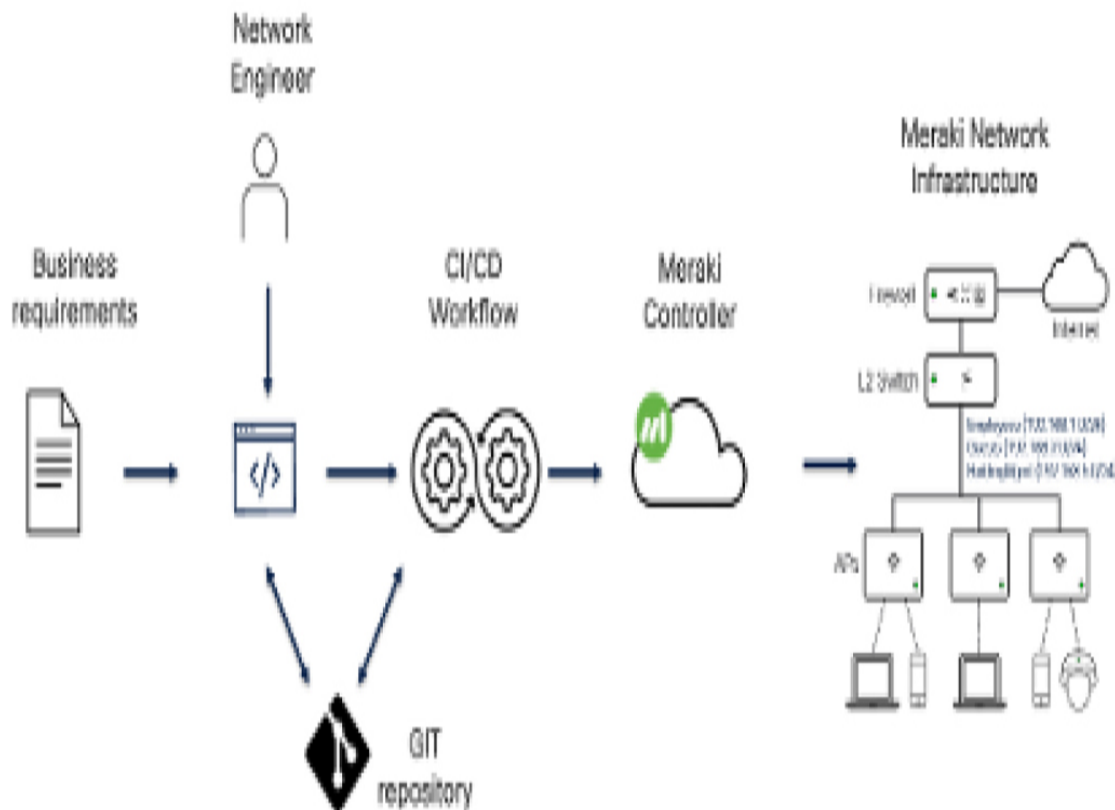 Network
Engineer
Meraki Network
Infrastructure
Business
requirements
CI/CD
Workflow
Meraki
Controller
Firewall
Internet
L2 Switch
</>
APs
GIT
repository